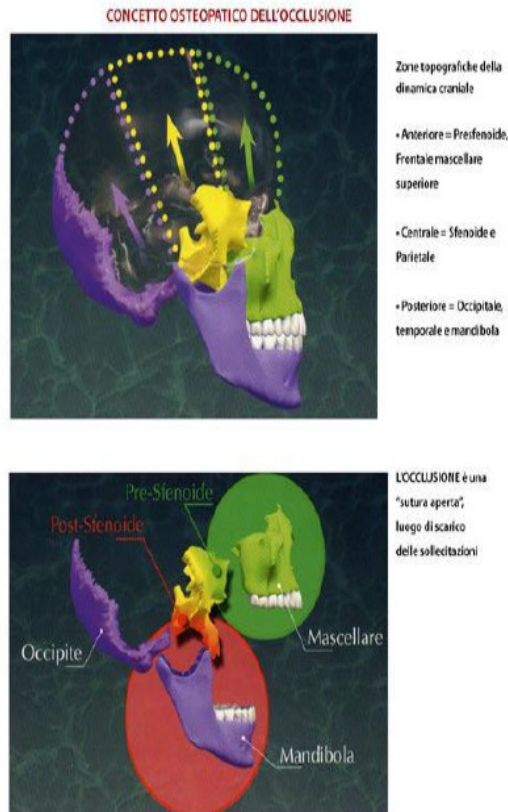 CONCETTO OSTEOPATICO DELL'OCCLUSIONE
Zone topografiche della
dinamica craniale
• Anteriore = Presfenoide,
Frontale mascellare
superiore
• Centrale = Sfenoide e
Parietale
• Posteriore = Occipitale,
temporale e mandibola
Pre-Sfenoide
Post-Sfenoide
Occipite
Mascellare
Mandibola
L'OCCLUSIONE è una
"sutura aperta",
luogo di scarico
delle sollecitazioni